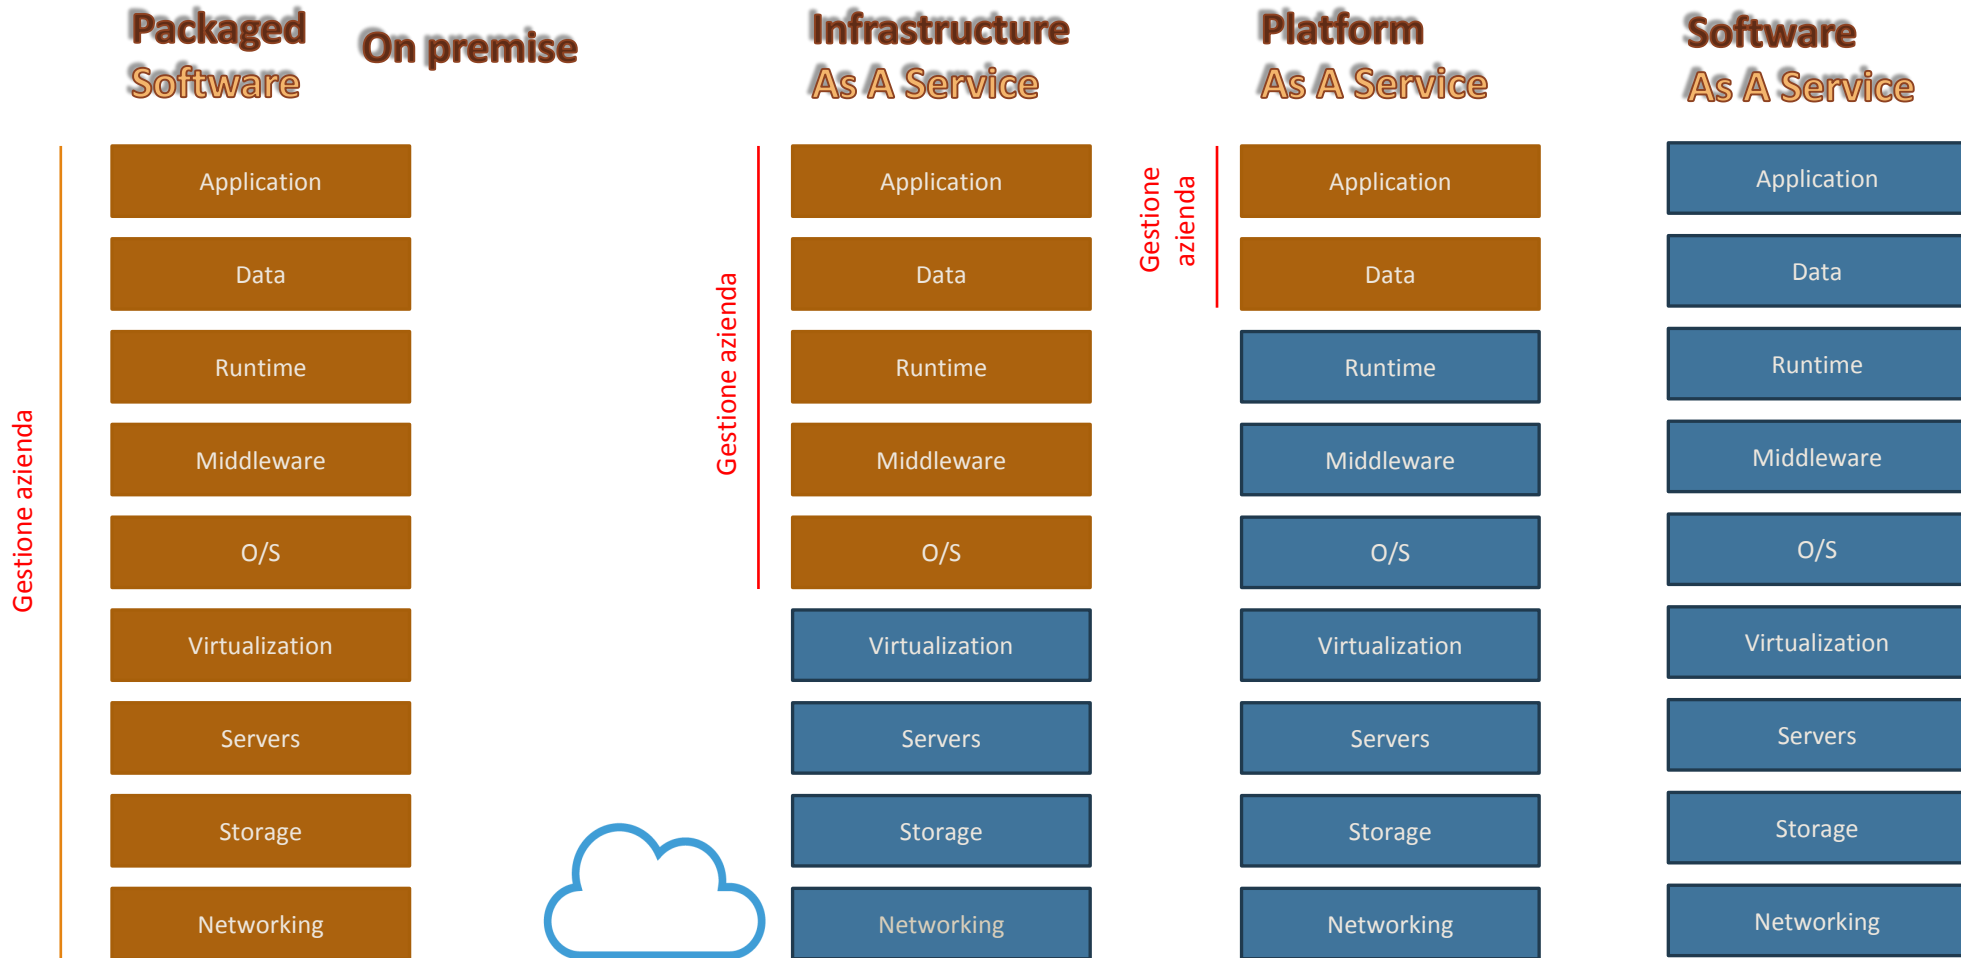 Packaged
Software
On premise
Gestione azienda
Application
Data
Runtime
Middleware
O/S
Virtualization
Servers
Storage
Networking
Infrastructure
As A Service
Gestione azienda
Application
Data
Runtime
Middleware
O/S
Virtualization
Servers
Storage
Networking
Platform
As A Service
Gestione
azienda
Application
Data
Runtime
Middleware
O/S
Virtualization
Servers
Storage
Networking
Software
As A Service
Application
Data
Runtime
Middleware
O/S
Virtualization
Servers
Storage
Networking